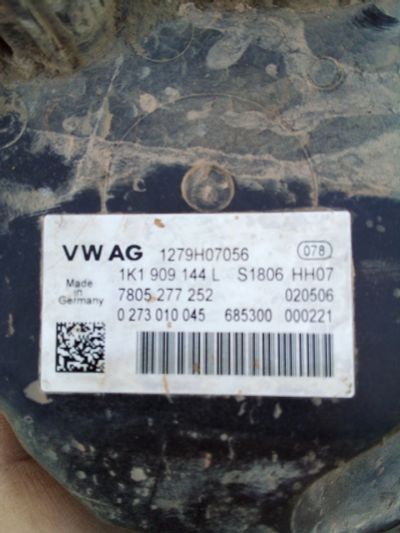 VW AG 1279H07056 078
1K1 909 144 L S1806 HH07
Made in Germany 7805 277 252 020506
0 273 010 045 685300 000221